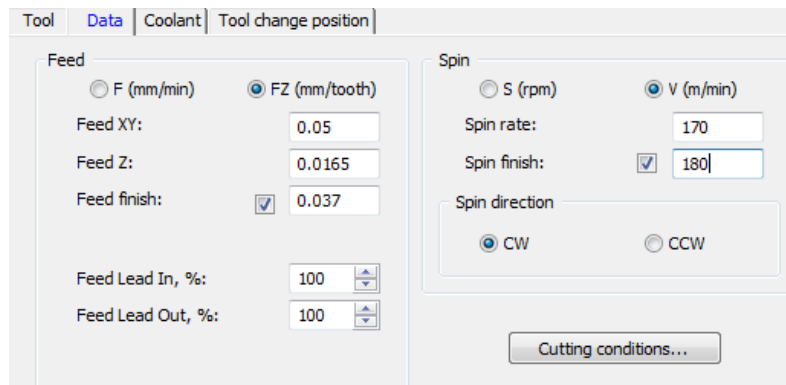 Tool Data Coolant Tool change position
Feed
F (mm/min) FZ (mm/tooth)
Feed XY: 0.05
Feed Z: 0.0165
Feed finish: 0.037
Feed Lead In, %: 100
Feed Lead Out, %: 100
Spin
S (rpm) V (m/min)
Spin rate: 170
Spin finish: 180
Spin direction
CW CCW
Cutting conditions...